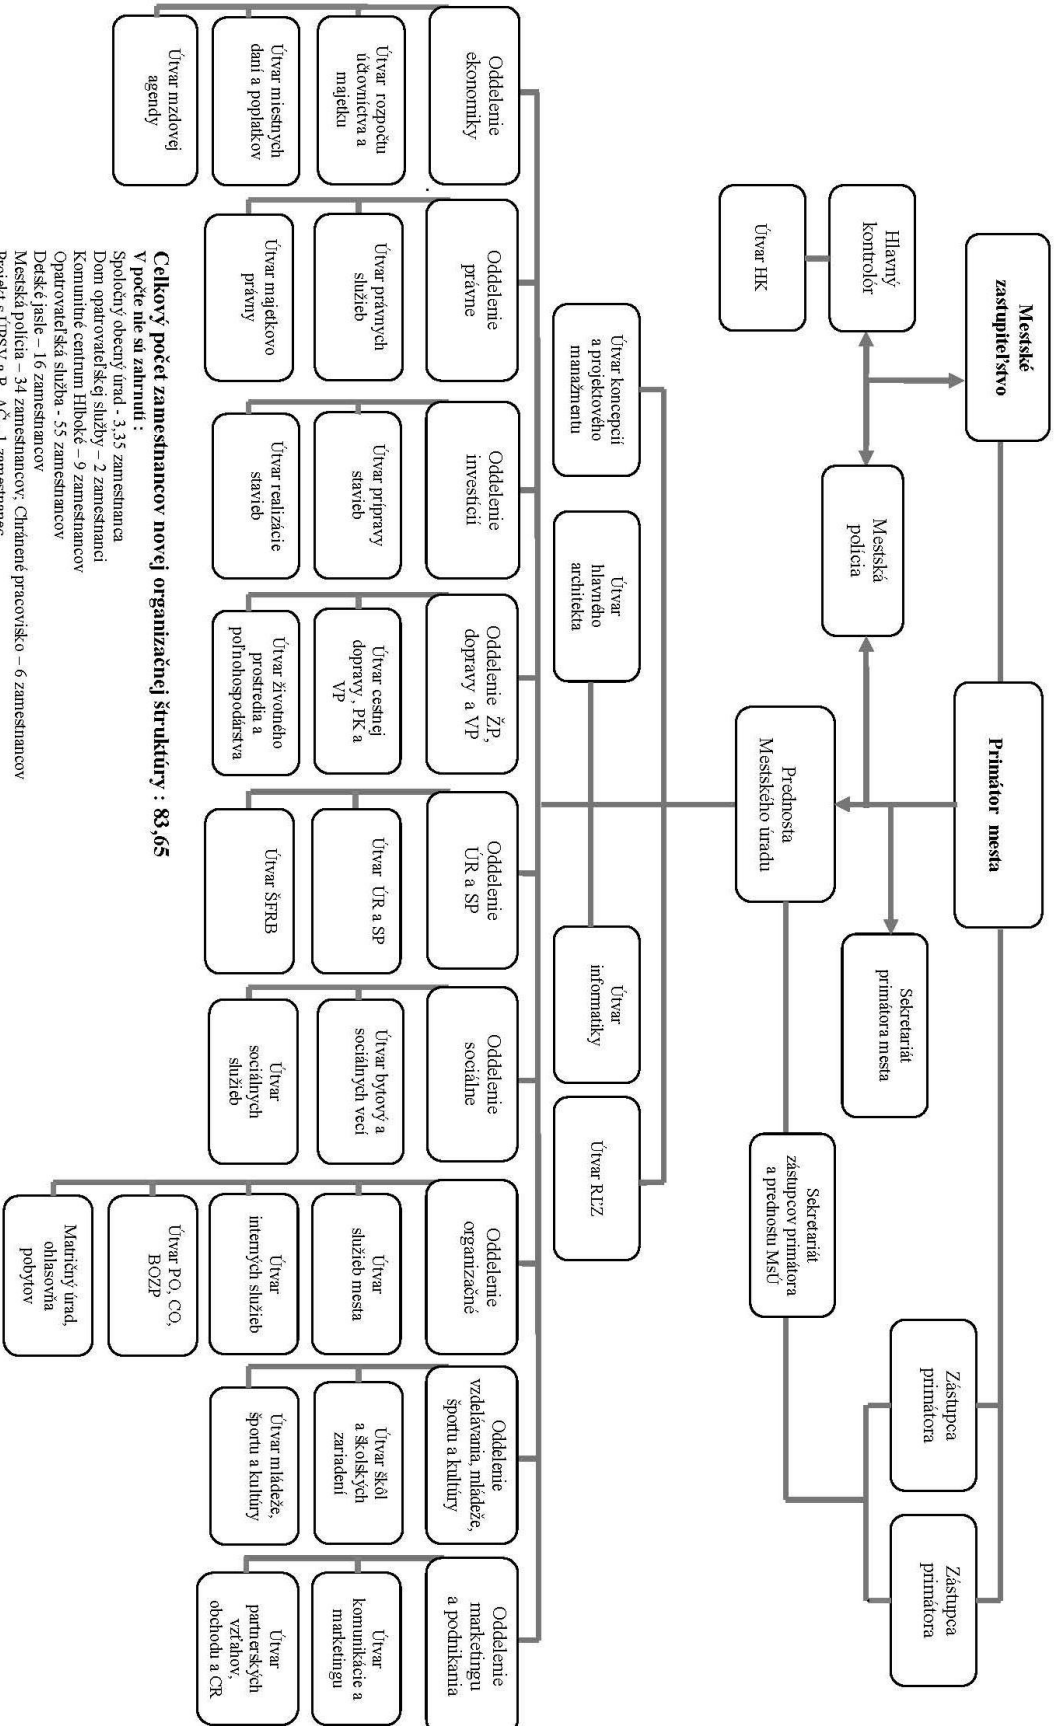 Mestské
zastupiteľstvo
Primátor mesta
Hlavný
kontrolór
Útvar HK
Mestská
polícia
Sekretariát
primátora mesta
Zástupca
primátora
Zástupca
primátora
Prednosta
Mestského úradu
Sekretariát
zástupcov primátora
a prednostu MsÚ
Útvar koncepcií
a projektového
manažmentu
Útvar
hlavného
architekta
Útvar
informatiky
Útvar RĽZ
Oddelenie
ekonomiky
Útvar rozpočtu
účtovníctva a
majetku
Útvar miestnych
daní a poplatkov
Útvar mzdovej
agendy
Oddelenie
právne
Útvar právnych
služieb
Útvar majetkovo
právny
Oddelenie
investícií
Útvar prípravy
stavieb
Útvar realizácie
stavieb
Oddelenie ŽP,
dopravy a VP
Útvar cestnej
dopravy , PK a
VP
Útvar životného
prostredia a
poľnohospodárstva
Oddelenie
ÚR a SP
Útvar ÚR a SP
Útvar ŠFRB
Oddelenie
sociálne
Útvar bytový a
sociálnych vecí
Útvar
sociálnych
služieb
Oddelenie
organizačné
Útvar
služieb mesta
Útvar
interných služieb
Útvar PO, CO,
BOZP
Matričný úrad,
ohlasovňa
pobytov
Oddelenie
vzdelávania, mládeže,
športu a kultúry
Útvar škôl
a školských
zariadení
Útvar mládeže,
športu a kultúry
Oddelenie
marketingu
a podnikania
Útvar
komunikácie a
marketingu
Útvar
partnerských
vzťahov,
obchodu a CR
Celkový počet zamestnancov novej organizačnej štruktúry : 83,65
V počte nie sú zahrnutí :
Spoločný obecný úrad - 3,35 zamestnanca
Dom opatrovateľskej služby – 2 zamestnanci
Komunitné centrum Hlboké – 9 zamestnancov
Opatrovateľská služba - 55 zamestnancov
Detské jasle – 16 zamestnancov
Mestská polícia – 34 zamestnancov; Chránené pracovisko – 6 zamestnancov